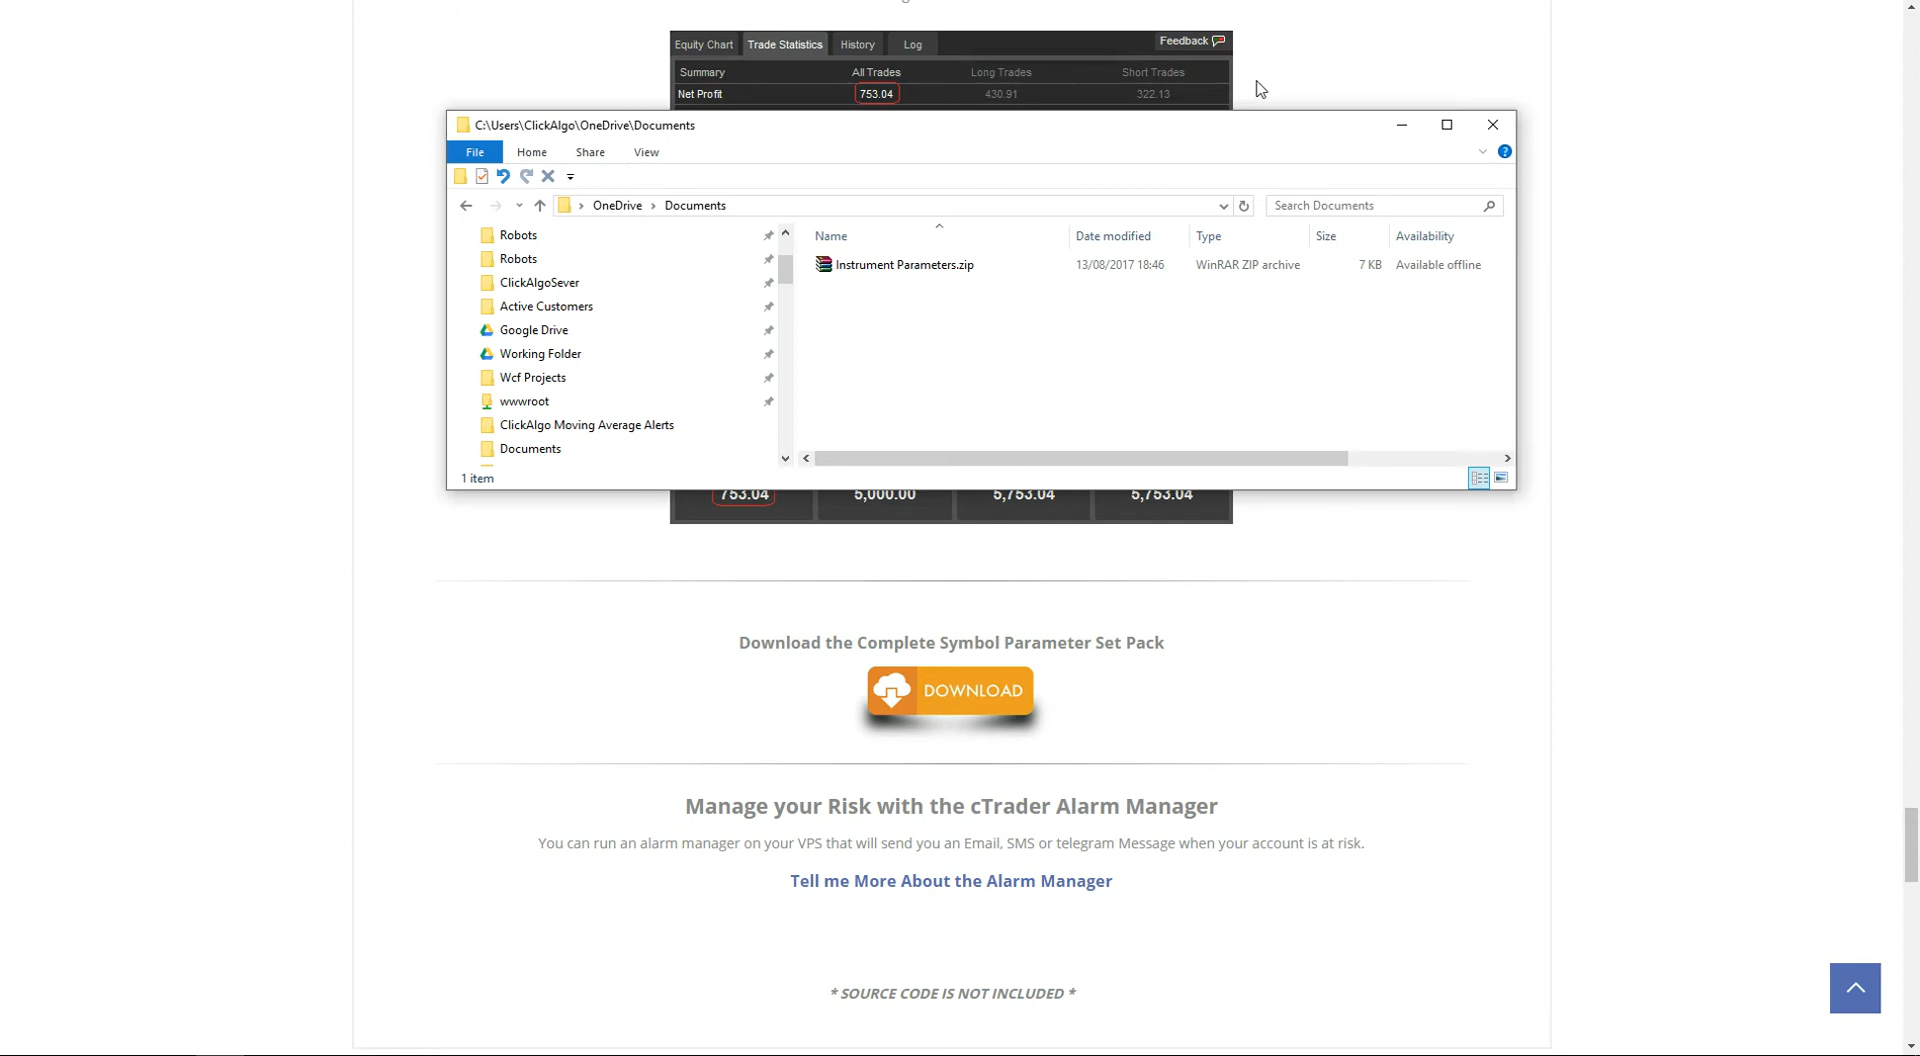 Equity Chart Trade Statistics History Log Feedback
Summary All Trades Long Trades Short Trades
Net Profit 753.04 430.91 322.13
C:\Users\ClickAlgo\OneDrive\Documents
File Home Share View
OneDrive > Documents
Search Documents
Robots
Robots
ClickAlgoSever
Active Customers
Google Drive
Working Folder
Wcf Projects
wwwroot
ClickAlgo Moving Average Alerts
Documents
Name Date modified Type Size Availability
Instrument Parameters.zip 13/08/2017 18:46 WinRAR ZIP archive 7 KB Available offline
1 item
753.04 5,000.00 5,753.04 5,753.04
Download the Complete Symbol Parameter Set Pack
DOWNLOAD
Manage your Risk with the cTrader Alarm Manager
You can run an alarm manager on your VPS that will send you an Email, SMS or telegram Message when your account is at risk.
Tell me More About the Alarm Manager
* SOURCE CODE IS NOT INCLUDED *